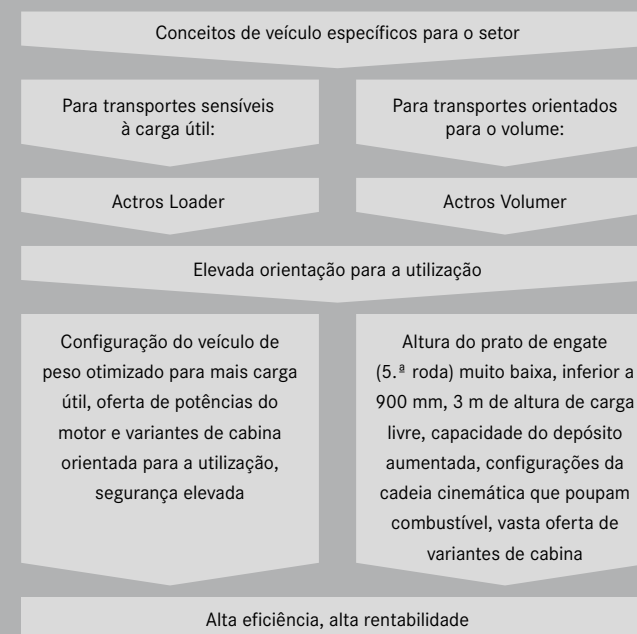 Conceitos de veículo específicos para o setor
Para transportes sensíveis
à carga útil:
Para transportes orientados
para o volume:
Actros Loader
Actros Volumer
Elevada orientação para a utilização
Configuração do veículo de
peso otimizado para mais carga
útil, oferta de potências do
motor e variantes de cabina
orientada para a utilização,
segurança elevada
Altura do prato de engate
(5.ª roda) muito baixa, inferior a
900 mm, 3 m de altura de carga
livre, capacidade do depósito
aumentada, configurações da
cadeia cinemática que poupam
combustível, vasta oferta de
variantes de cabina
Alta eficiência, alta rentabilidade